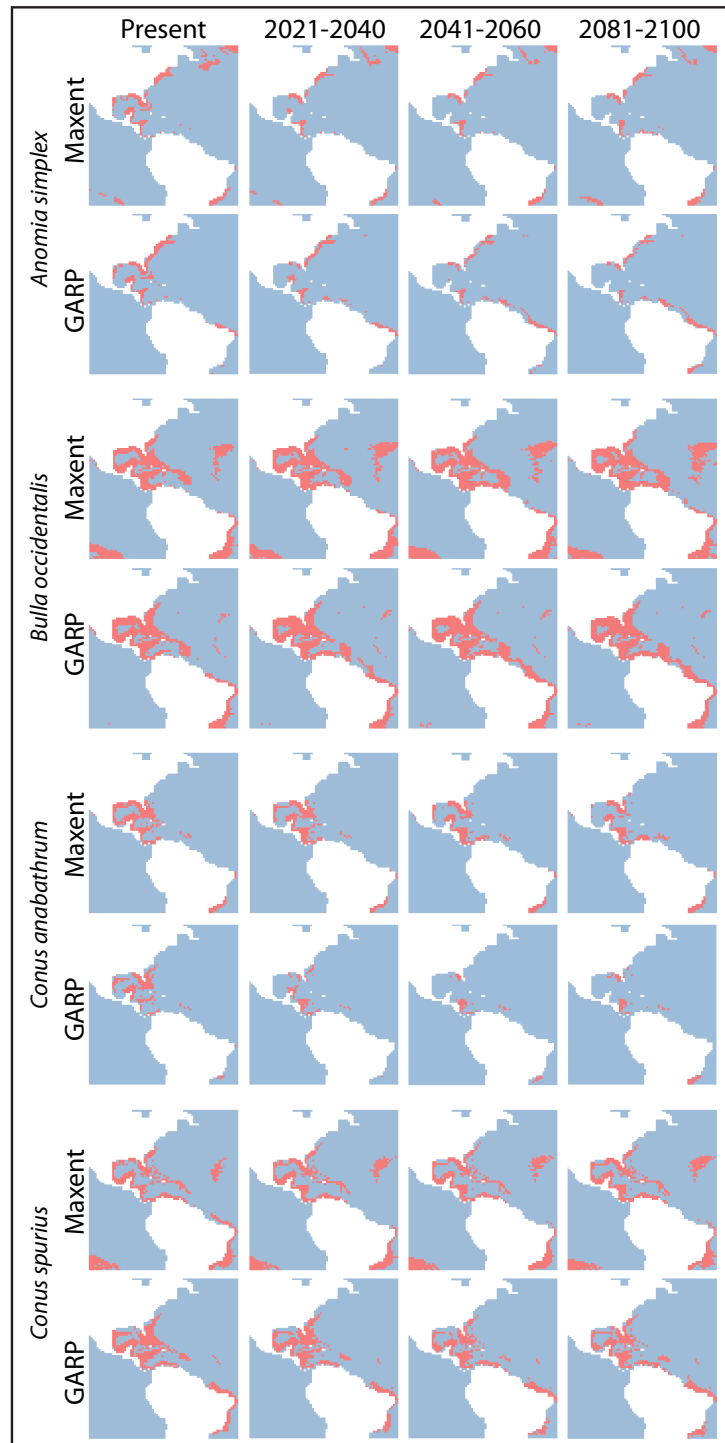 Present 2021-2040 2041-2060 2081-2100
Anomia simplex
Maxent
GARP
Bulla occidentalis
Maxent
GARP
Conus anabathrum
Maxent
GARP
Conus spurius
Maxent
GARP